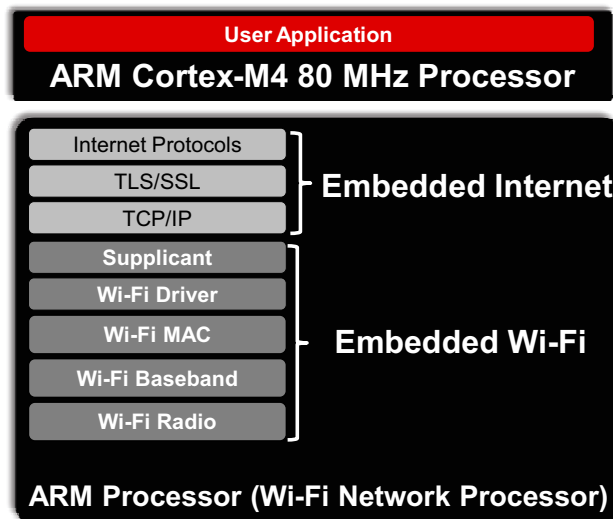 User Application
ARM Cortex-M4 80 MHz Processor
Internet Protocols
TLS/SSL
TCP/IP
Embedded Internet
Supplicant
Wi-Fi Driver
Wi-Fi MAC
Wi-Fi Baseband
Wi-Fi Radio
Embedded Wi-Fi
ARM Processor (Wi-Fi Network Processor)